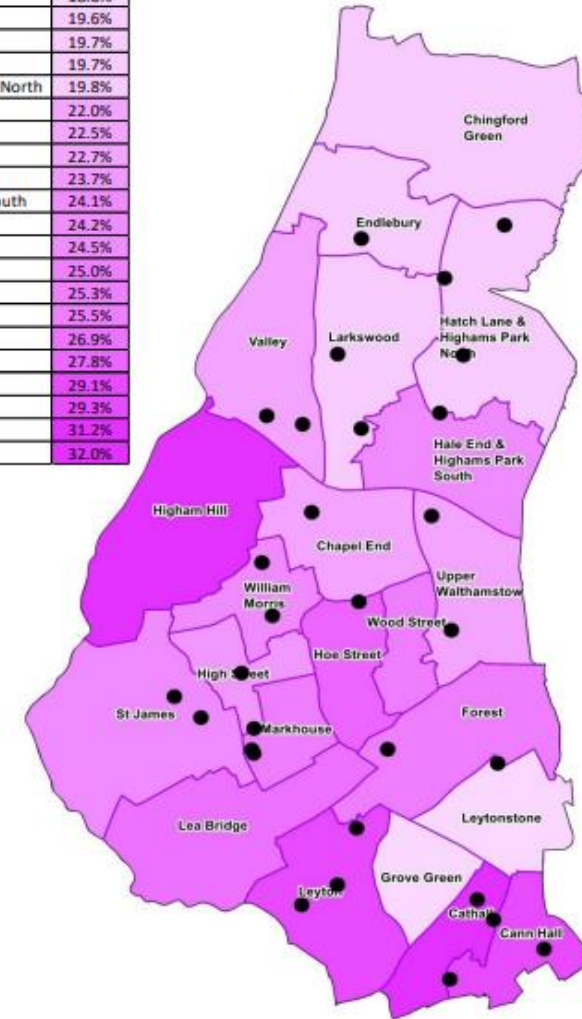 19.6%
19.7%
19.7%
North 19.8%
22.0%
22.5%
22.7%
23.7%
24.1%
24.2%
24.5%
25.0%
25.3%
25.5%
26.9%
27.8%
29.1%
29.3%
31.2%
32.0%
Chingford
Green
Endlebury
Valley
Larkswood
Hatch Lane &
Highams Park
North
Hale End &
Highams Park
South
Higham Hill
Chapel End
William
Morris
Upper
Walthamstow
Wood Street
Hoe Street
High Street
St James
Markhouse
Forest
Lea Bridge
Leytonstone
Grove Green
Leyton
Cathall
Cann Hall